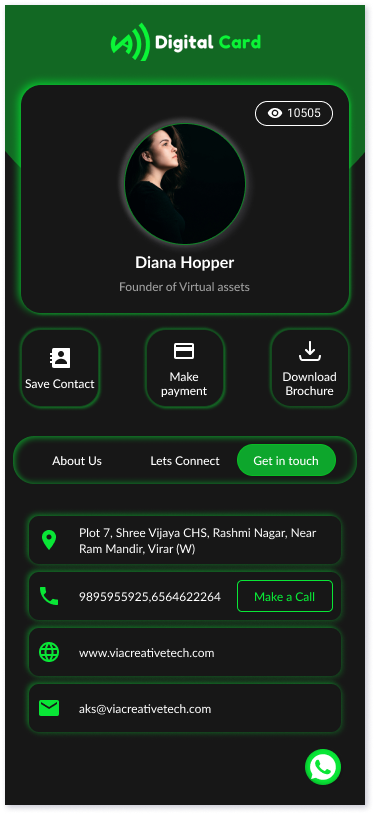 Digital Card
10505
Diana Hopper
Founder of Virtual assets
Save Contact
Make
payment
Download
Brochure
About Us
Lets Connect
Get in touch
Plot 7, Shree Vijaya CHS, Rashmi Nagar, Near
Ram Mandir, Virar (W)
9895955925,6564622264
Make a Call
www.viacreativetech.com
aks@viacreativetech.com